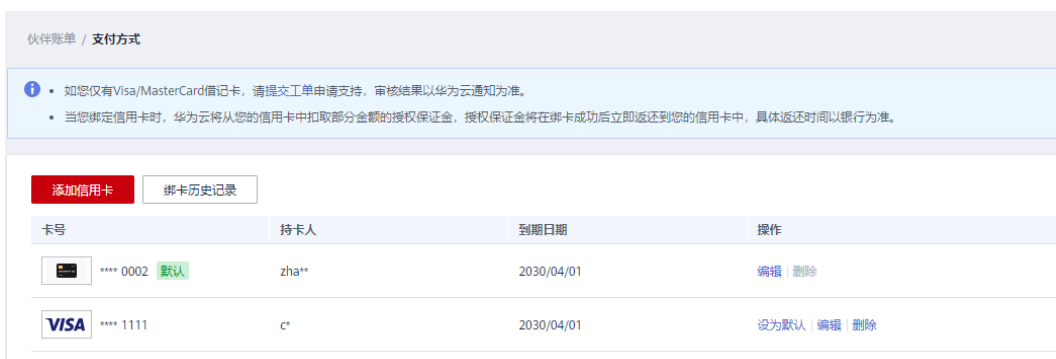 伙伴账单 / 支付方式
• 如您仅有Visa/MasterCard借记卡，请提交工单申请支持，审核结果以华为云通知为准。
• 当您绑定信用卡时，华为云将从您的信用卡中扣取部分金额的授权保证金，授权保证金将在绑卡成功后立即返还到您的信用卡中，具体返还时间以银行为准。
添加信用卡 绑卡历史记录
卡号 持卡人 到期日期 操作
**** 0002 默认 zha** 2030/04/01 编辑 | 删除
VISA **** 1111 c* 2030/04/01 设为默认 | 编辑 | 删除